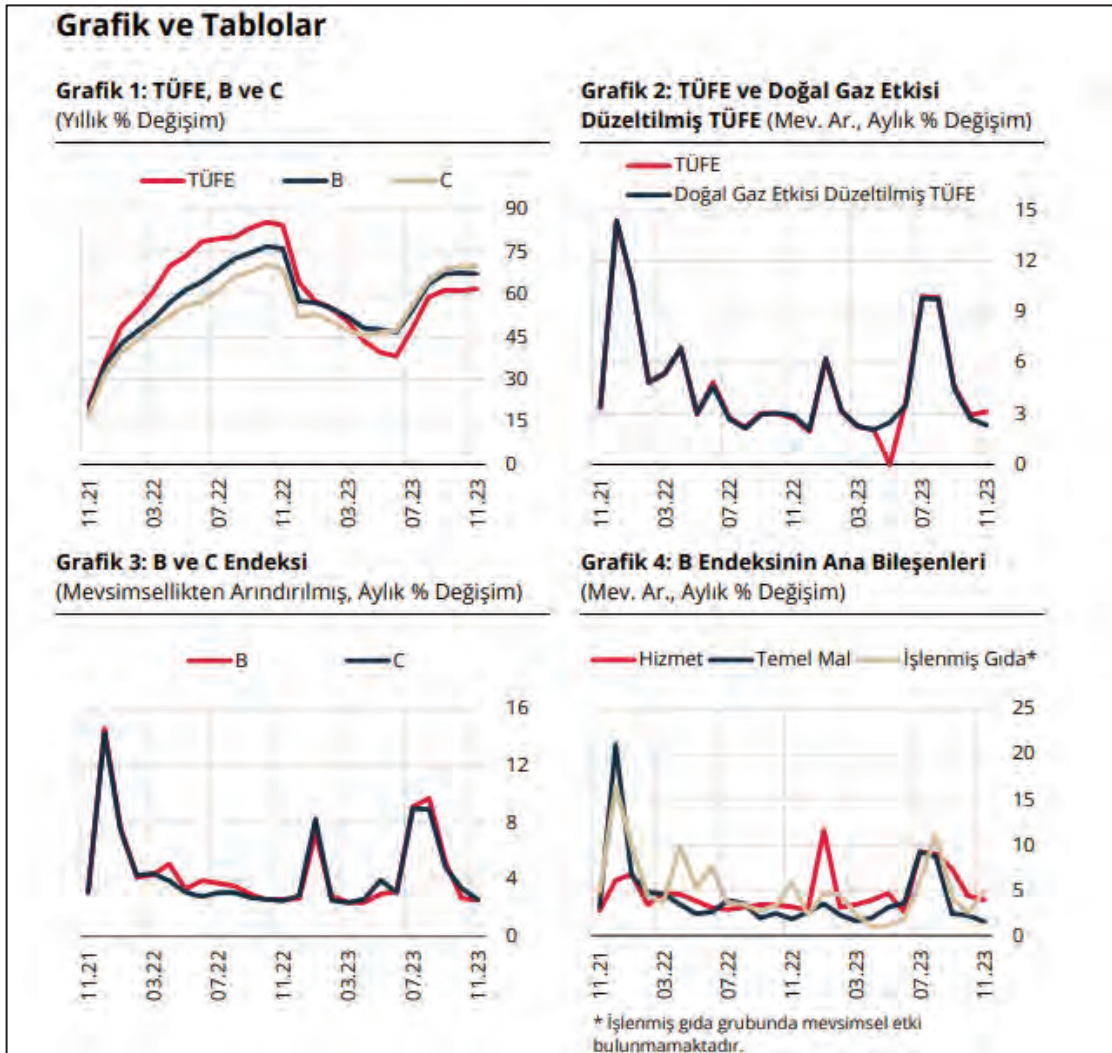 Grafik ve Tablolar
Grafik 1: TÜFE, B ve C
(Yıllık % Değişim)
TÜFE B C
90
75
60
45
30
15
0
11.21 03.22 07.22 11.22 03.23 07.23 11.23
Grafik 2: TÜFE ve Doğal Gaz Etkisi
Düzeltilmiş TÜFE (Mev. Ar., Aylık % Değişim)
TÜFE
Doğal Gaz Etkisi Düzeltilmiş TÜFE
15
12
9
6
3
0
11.21 03.22 07.22 11.22 03.23 07.23 11.23
Grafik 3: B ve C Endeksi
(Mevsimsellikten Arındırılmış, Aylık % Değişim)
B C
16
12
8
4
0
11.21 03.22 07.22 11.22 03.23 07.23 11.23
Grafik 4: B Endeksinin Ana Bileşenleri
(Mev. Ar., Aylık % Değişim)
Hizmet Temel Mal İşlenmiş Gıda*
25
20
15
10
5
0
11.21 03.22 07.22 11.22 03.23 07.23 11.23
* İşlenmiş gıda grubunda mevsimsel etki
bulunmamaktadır.